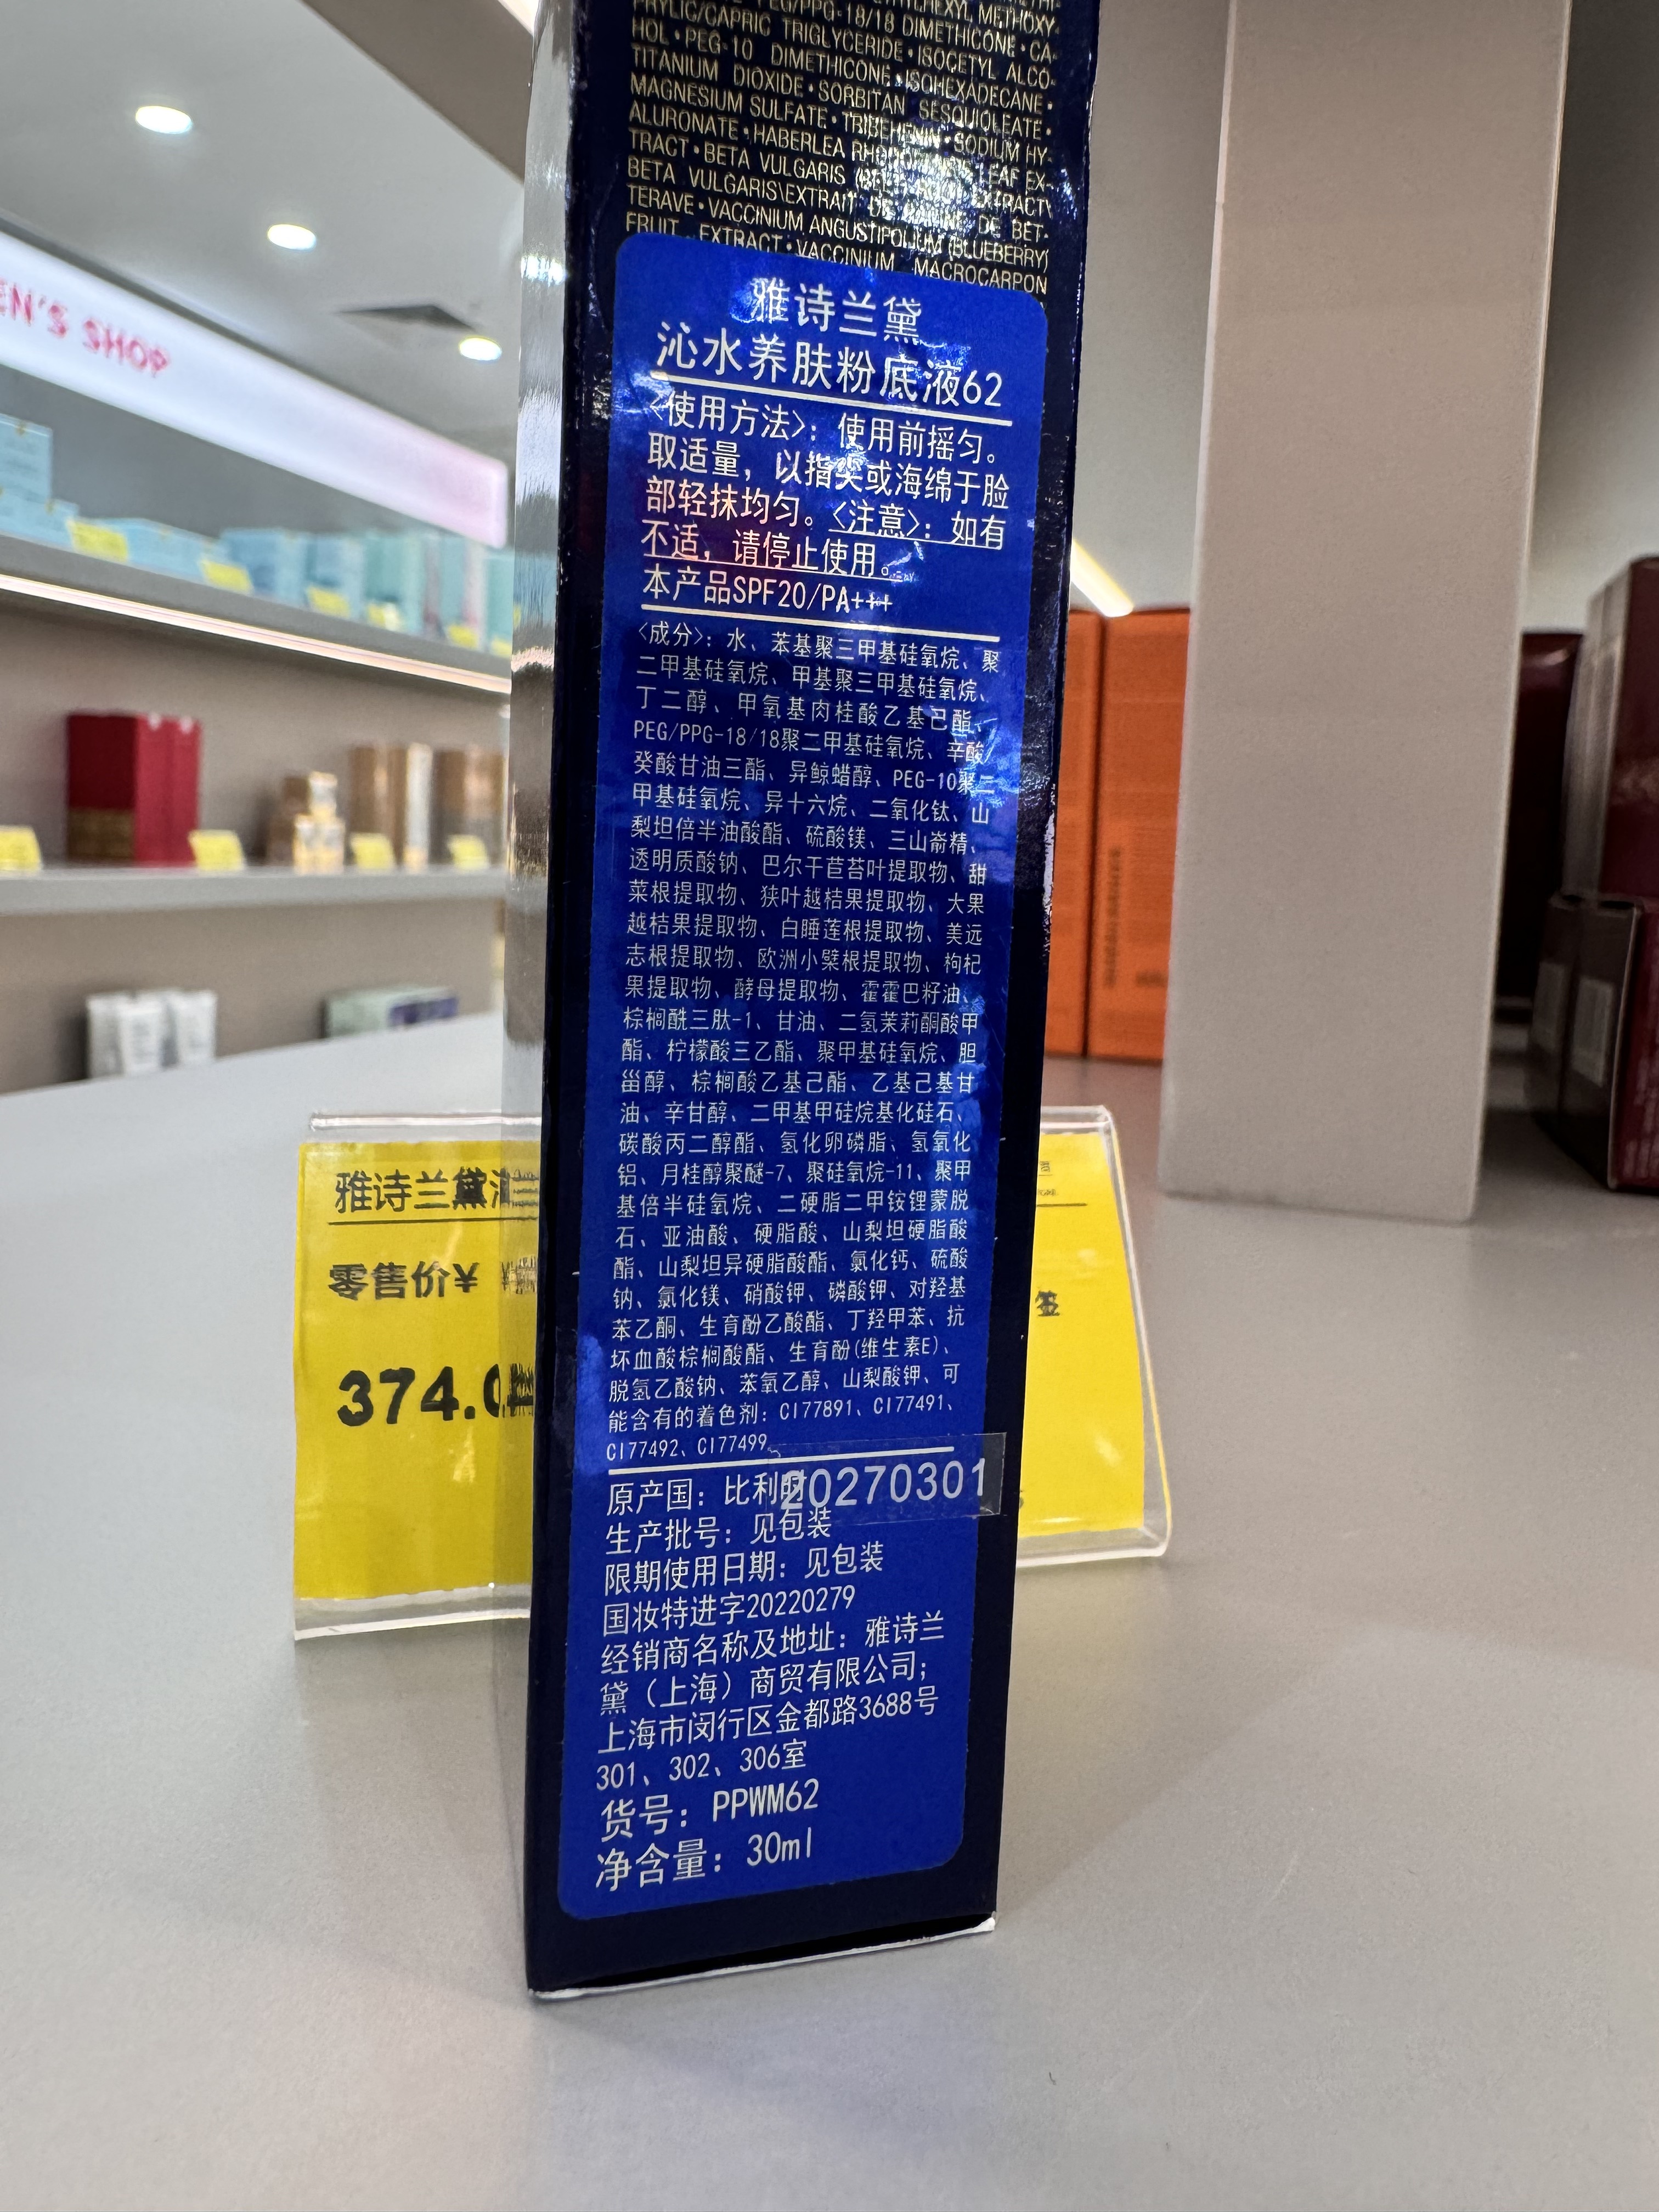 PEG/PPG-18/18 DIMETHICONE·CA-
PRYLIC/CAPRIC TRIGLYCERIDE·ISOCETYL ALCO-
HOL·PEG-10 DIMETHICONE·ISOHEXADECANE·
TITANIUM DIOXIDE·SORBITAN SESQUIOLEATE·
MAGNESIUM SULFATE·TRIBEHENIN·SODIUM HY-
ALURONATE·HABERLEA LEAF EX-
TRACT·BETA VULGARIS EXTRACT\
BETA VULGARIS\EXTRAIT DE DE BET-
TERAVE·VACCINIUM ANGUSTIFOLIUM (BLUEBERRY)
FRUIT EXTRACT·VACCINIUM MACROCARPON
EN'S SHOP
雅诗兰黛
沁水养肤粉底液62
<使用方法>：使用前摇匀。
取适量，以指尖或海绵于脸
部轻抹均匀。<注意>：如有
不适，请停止使用。
本产品SPF20/PA+++
<成分>：水、苯基聚三甲基硅氧烷、聚
二甲基硅氧烷、甲基聚三甲基硅氧烷、
丁二醇、甲氧基肉桂酸乙基己酯、
PEG/PPG-18/18聚二甲基硅氧烷、辛酸/
癸酸甘油三酯、异鲸蜡醇、PEG-10聚二
甲基硅氧烷、异十六烷、二氧化钛、山
梨坦倍半油酸酯、硫酸镁、三山嵛精、
透明质酸钠、巴尔干苣苔叶提取物、甜
菜根提取物、狭叶越桔果提取物、大果
越桔果提取物、白睡莲根提取物、美远
志根提取物、欧洲小檗根提取物、枸杞
果提取物、酵母提取物、霍霍巴籽油、
棕榈酰三肽-1、甘油、二氢茉莉酮酸甲
酯、柠檬酸三乙酯、聚甲基硅氧烷、胆
甾醇、棕榈酸乙基己酯、乙基己基甘
油、辛甘醇、二甲基甲硅烷基化硅石、
碳酸丙二醇酯、氢化卵磷脂、氢氧化
铝、月桂醇聚醚-7、聚硅氧烷-11、聚甲
基倍半硅氧烷、二硬脂二甲铵锂蒙脱
石、亚油酸、硬脂酸、山梨坦硬脂酸
酯、山梨坦异硬脂酸酯、氯化钙、硫酸
钠、氯化镁、硝酸钾、磷酸钾、对羟基
苯乙酮、生育酚乙酸酯、丁羟甲苯、抗
坏血酸棕榈酸酯、生育酚(维生素E)、
脱氢乙酸钠、苯氧乙醇、山梨酸钾、可
能含有的着色剂：CI77891、CI77491、
CI77492、CI77499。
原产国：比利时
20270301
生产批号：见包装
限期使用日期：见包装
国妆特进字20220279
经销商名称及地址：雅诗兰
黛（上海）商贸有限公司；
上海市闵行区金都路3688号
301、302、306室
货号：PPWM62
净含量：30ml
雅诗兰黛
零售价¥
374.0
签